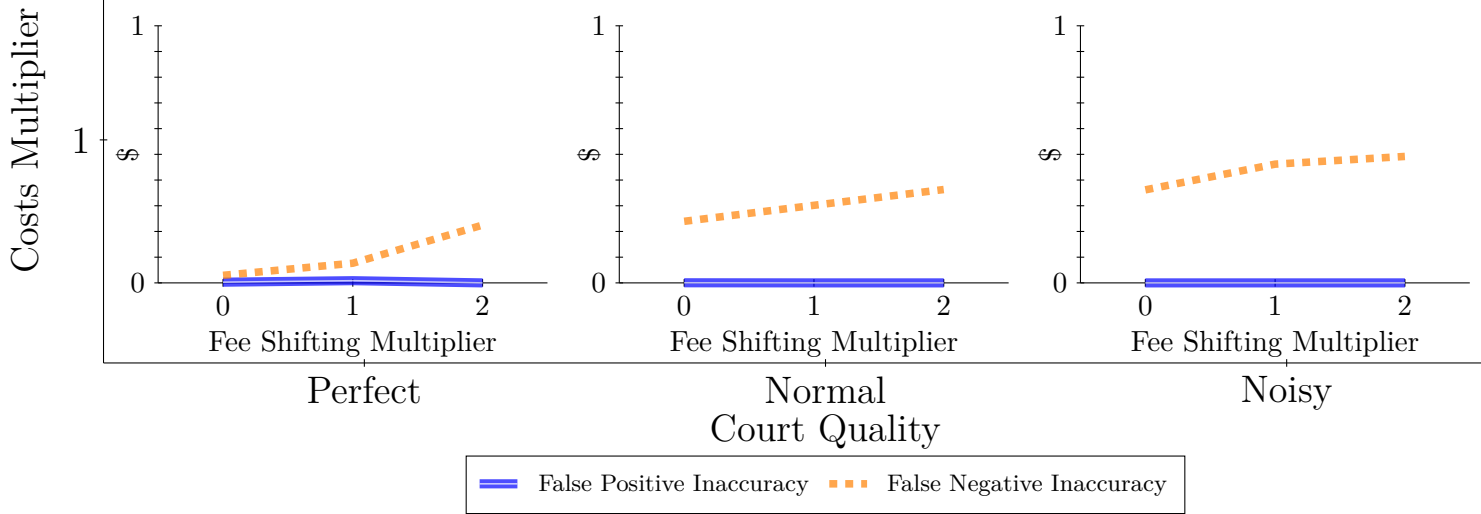 Costs Multiplier
1
1
$
0
0 1 2
Fee Shifting Multiplier
1
$
0
0 1 2
Fee Shifting Multiplier
1
$
0
0 1 2
Fee Shifting Multiplier
Perfect Normal Noisy
Court Quality
False Positive Inaccuracy False Negative Inaccuracy